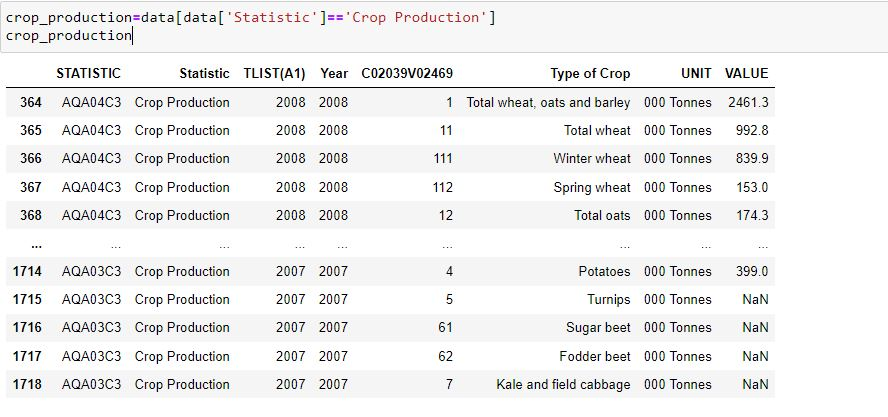 crop_production=data[data['Statistic']=='Crop Production']
crop_production
STATISTIC Statistic TLIST(A1) Year C02039V02469 Type of Crop UNIT VALUE
364 AQA04C3 Crop Production 2008 2008 1 Total wheat, oats and barley 000 Tonnes 2461.3
365 AQA04C3 Crop Production 2008 2008 11 Total wheat 000 Tonnes 992.8
366 AQA04C3 Crop Production 2008 2008 111 Winter wheat 000 Tonnes 839.9
367 AQA04C3 Crop Production 2008 2008 112 Spring wheat 000 Tonnes 153.0
368 AQA04C3 Crop Production 2008 2008 12 Total oats 000 Tonnes 174.3
... ... ... ... ... ... ... ... ...
1714 AQA03C3 Crop Production 2007 2007 4 Potatoes 000 Tonnes 399.0
1715 AQA03C3 Crop Production 2007 2007 5 Turnips 000 Tonnes NaN
1716 AQA03C3 Crop Production 2007 2007 61 Sugar beet 000 Tonnes NaN
1717 AQA03C3 Crop Production 2007 2007 62 Fodder beet 000 Tonnes NaN
1718 AQA03C3 Crop Production 2007 2007 7 Kale and field cabbage 000 Tonnes NaN